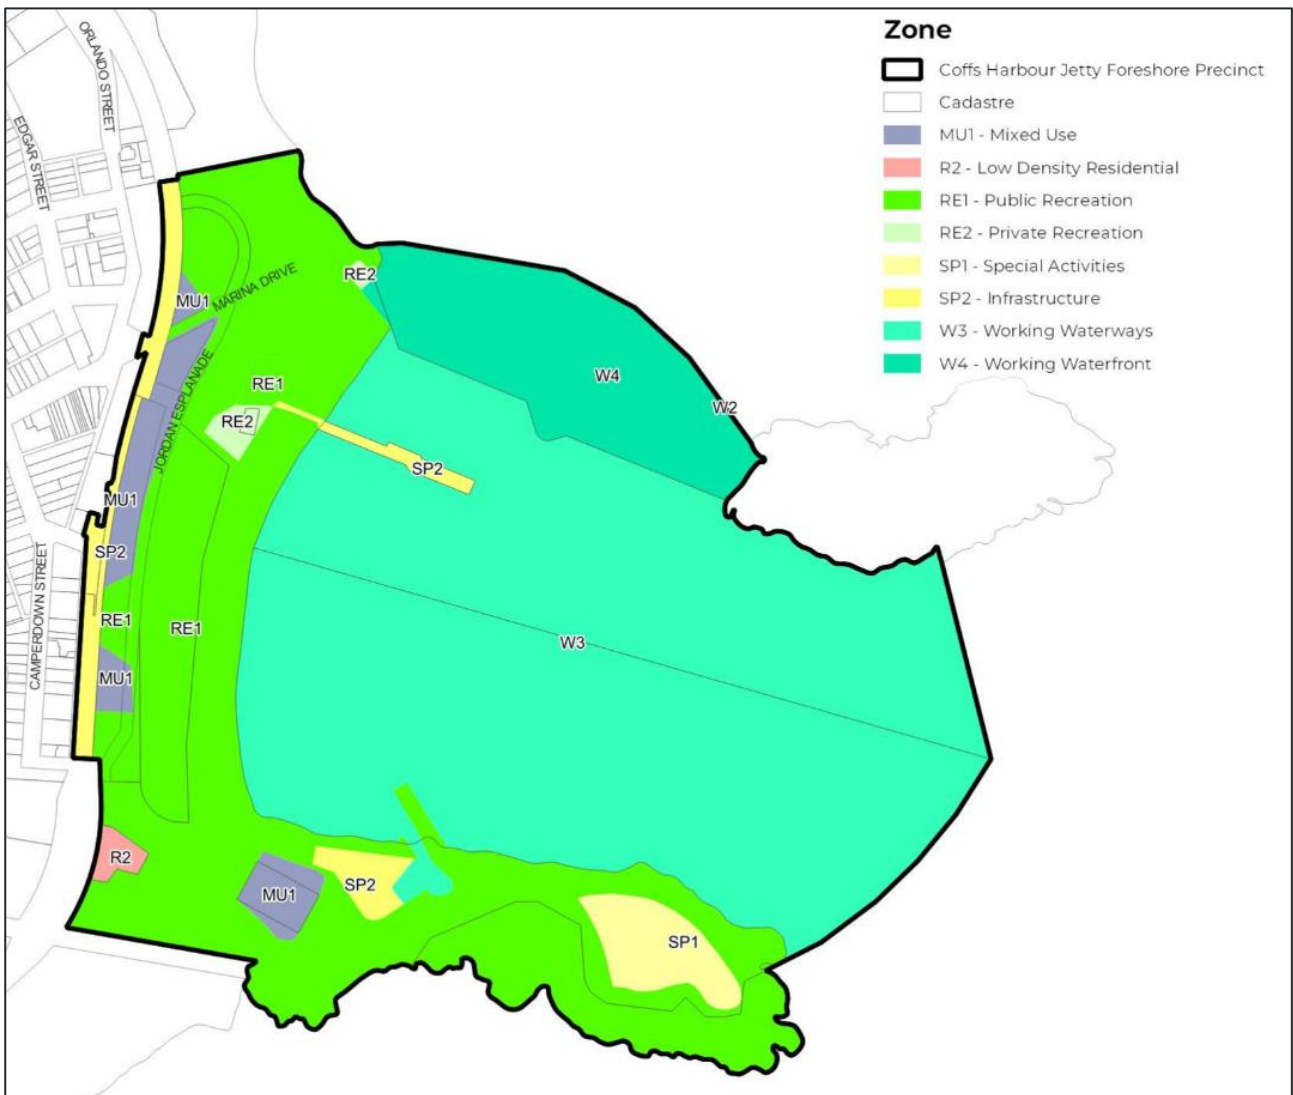 Zone
Coffs Harbour Jetty Foreshore Precinct
Cadastre
MU1 - Mixed Use
R2 - Low Density Residential
RE1 - Public Recreation
RE2 - Private Recreation
SP1 - Special Activities
SP2 - Infrastructure
W3 - Working Waterways
W4 - Working Waterfront
ORLANDO STREET
EDGAR STREET
MARINA DRIVE
RE2
MU1
W4
RE1
W2
RE2
JORDAN ESPLANADE
SP2
MU1
SP2
CAMPERDOWN STREET
RE1
RE1
W3
MU1
R2
SP2
MU1
SP1